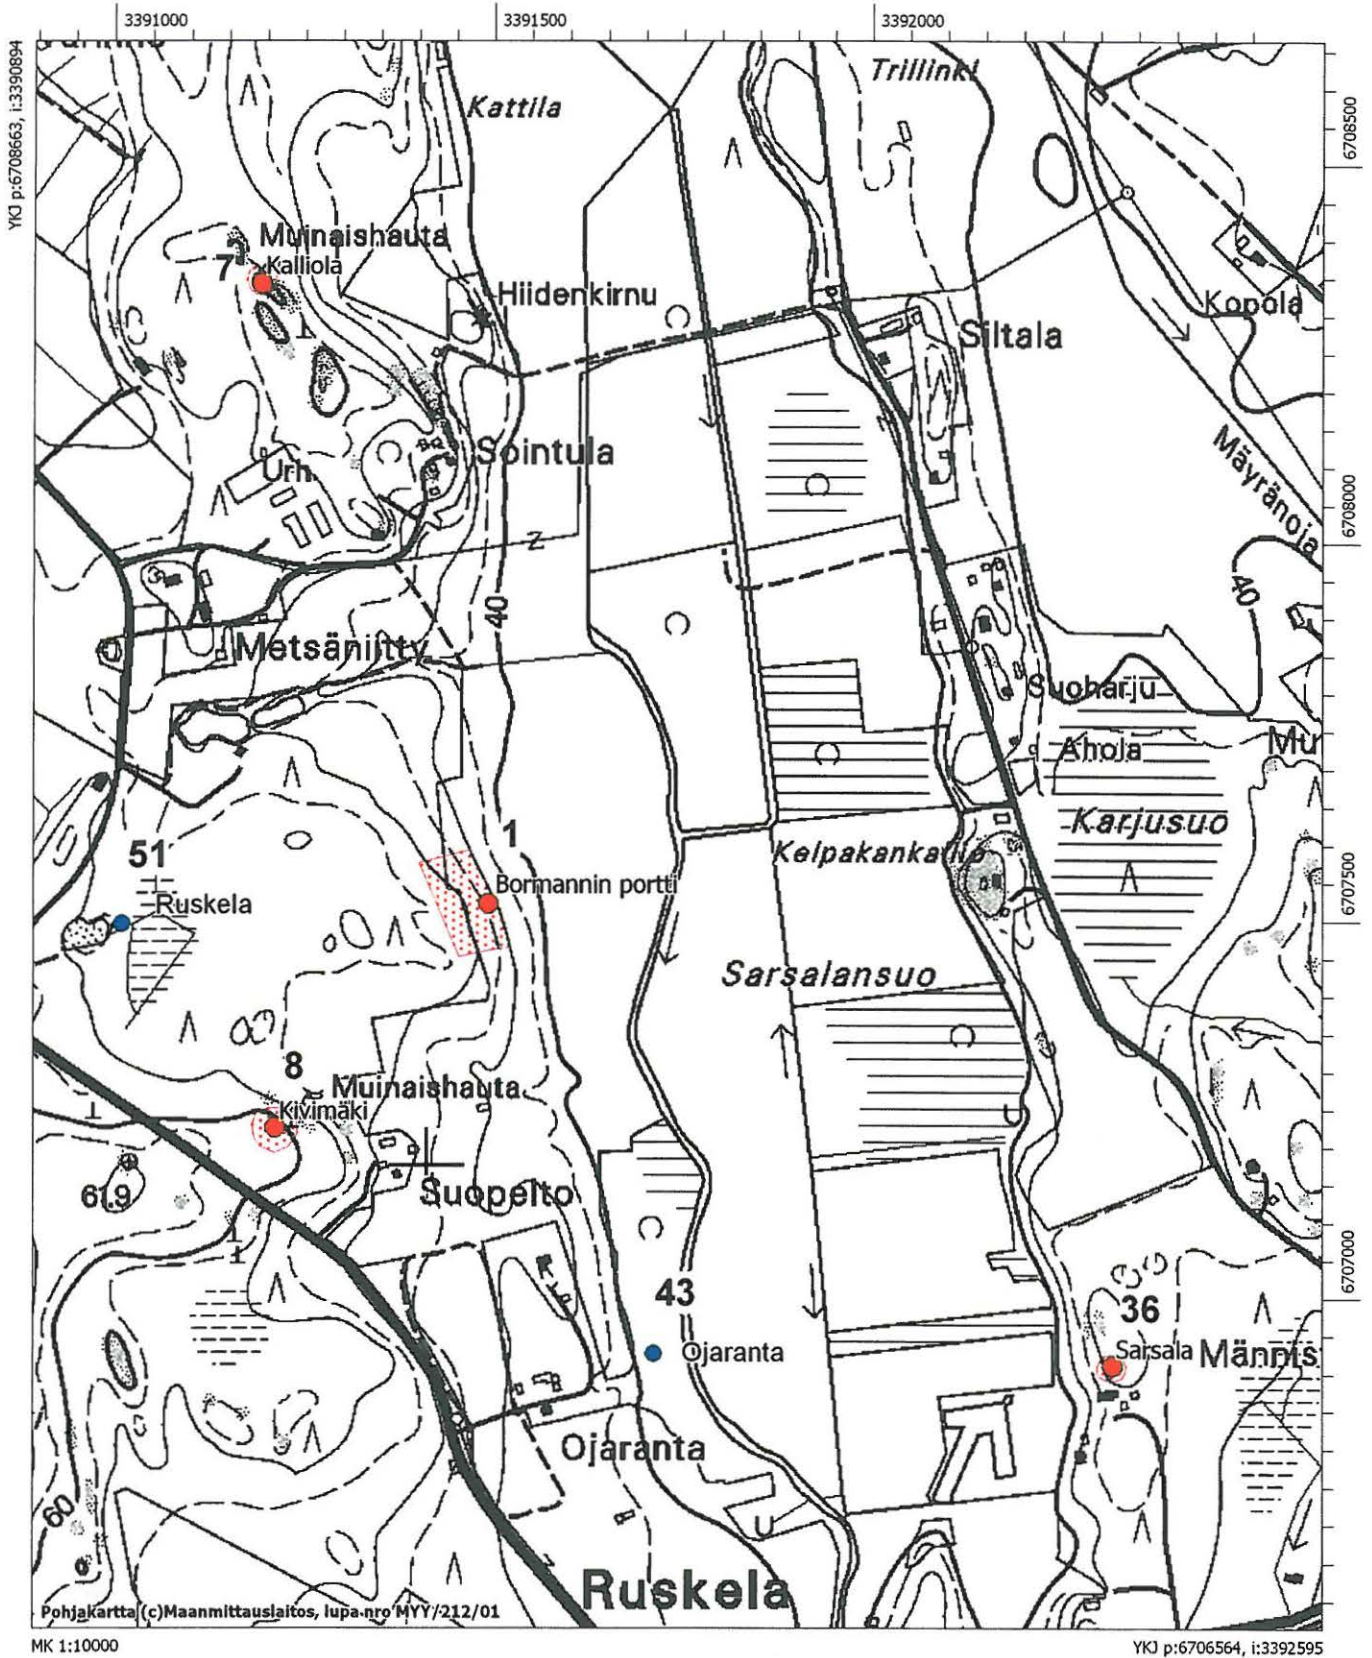 3391000
3391500
3392000
YKJ p:6708663, i:3390894
6708500
6708000
6707500
6707000
Kattila
Trillinki
Muinaishauta
7
Kalliola
Hiidenkirnu
Kopola
Siltala
Sointula
Urh.
Mäyränoja
Z
40
40
Metsäniitty
Suoharju
Mu
Ahola
1
Karjusuo
51
Kelpakankallio
Bormannin portti
Ruskela
Sarsalansuo
8
Muinaishauta
Kivimäki
61.9
Suopelto
43
36
Ojaranta
Sarsala
Männis
Ojaranta
60
Ruskela
Pohjakartta (c)Maanmittauslaitos, lupa-nro MYY/212/01
MK 1:10000
YKJ p:6706564, i:3392595